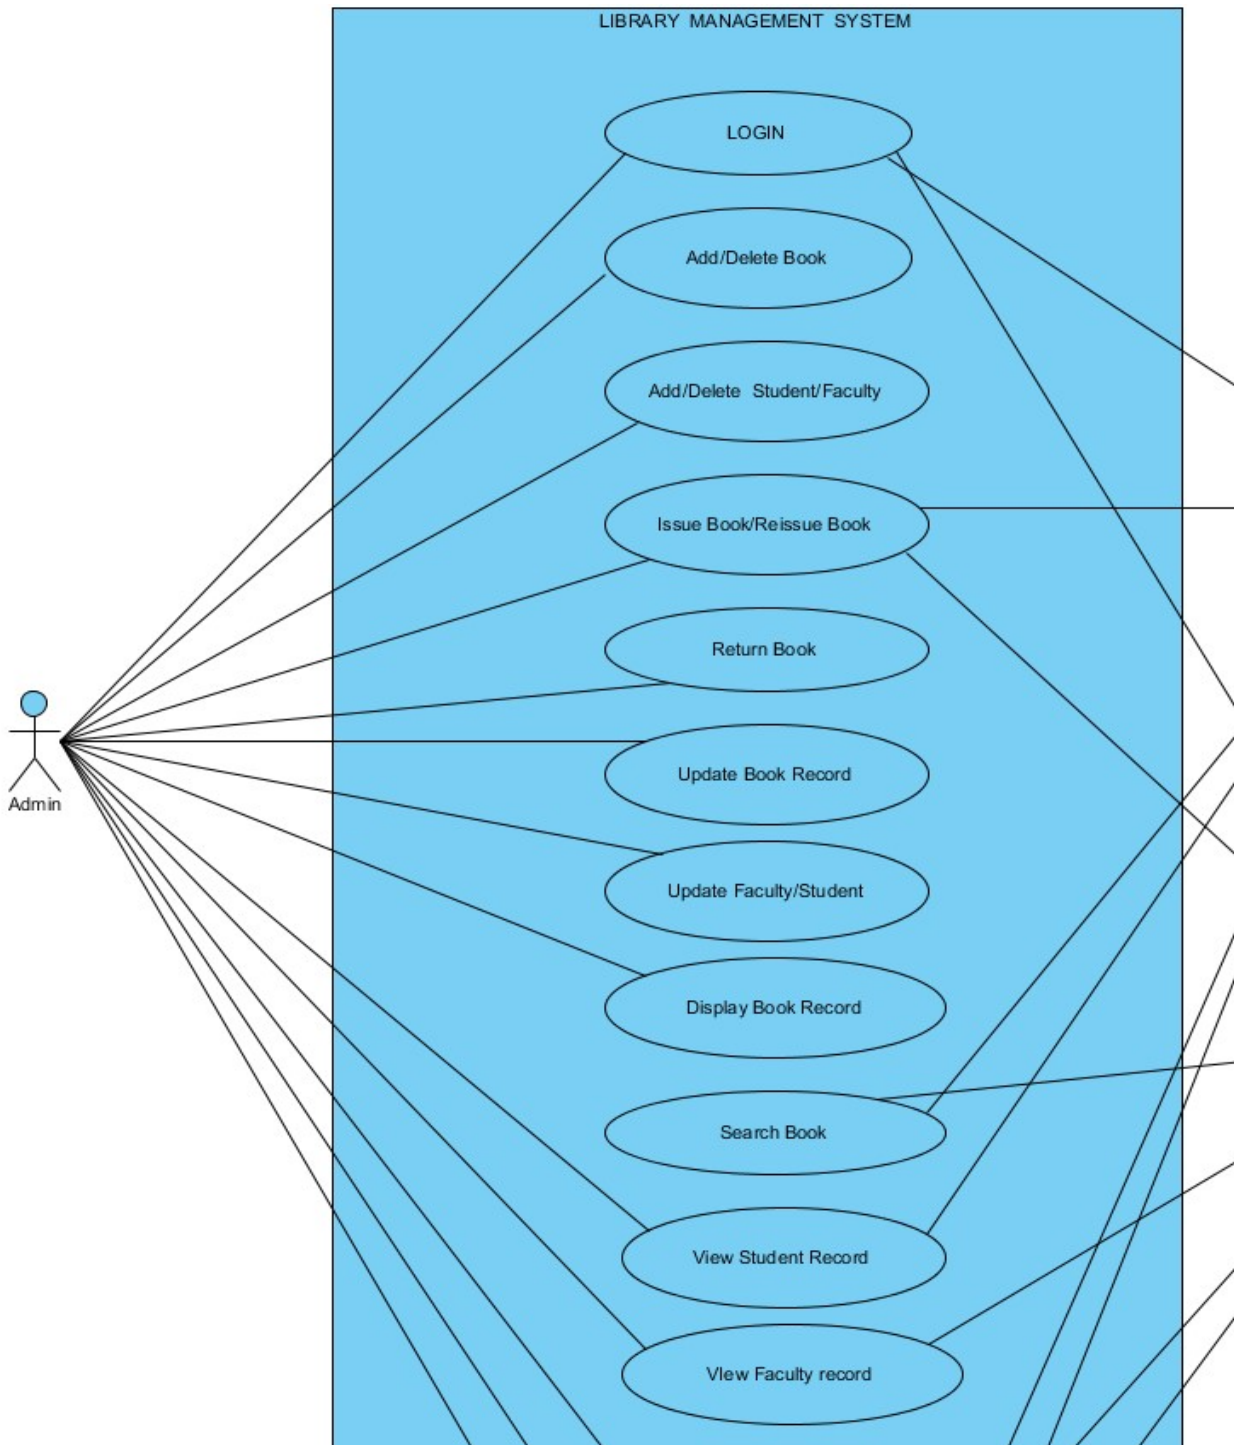 LIBRARY MANAGEMENT SYSTEM
LOGIN
Add/Delete Book
Add/Delete Student/Faculty
Issue Book/Reissue Book
Return Book
Update Book Record
Admin
Update Faculty/Student
Display Book Record
Search Book
View Student Record
VIew Faculty record